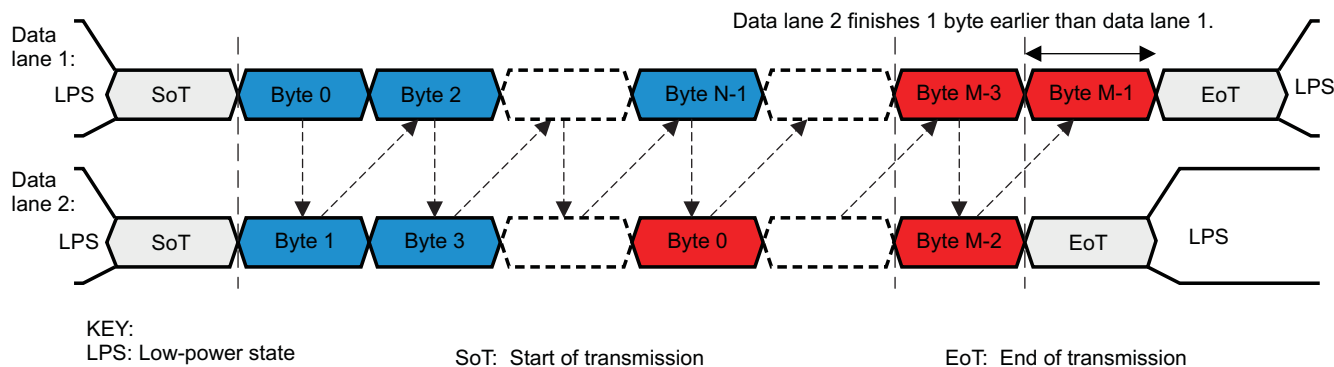 Data lane 2 finishes 1 byte earlier than data lane 1.
Data
lane 1:
LPS
SoT
Byte 0
Byte 2
Byte N-1
Byte M-3
Byte M-1
EoT
LPS
Data
lane 2:
LPS
SoT
Byte 1
Byte 3
Byte 0
Byte M-2
EoT
LPS
KEY:
LPS: Low-power state
SoT: Start of transmission
EoT: End of transmission